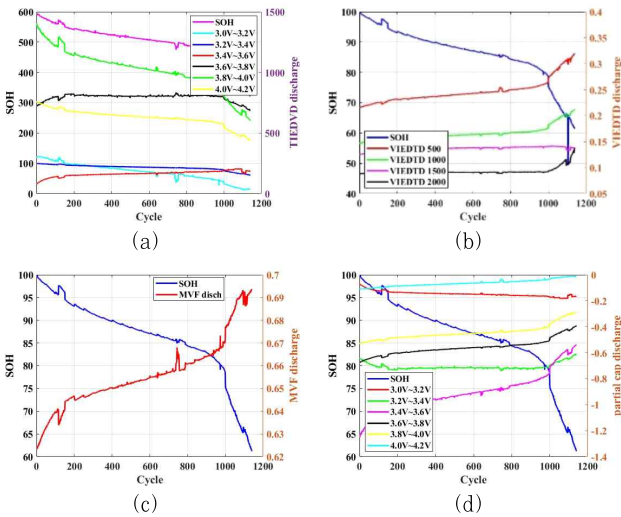 (a)
600
500
400
300
200
100
0
SOH
1500
1000
500
0
TIEDVD discharge
0 200 400 600 800 1000 1200
Cycle
SOH
3.0V~3.2V
3.2V~3.4V
3.4V~3.6V
3.6V~3.8V
3.8V~4.0V
4.0V~4.2V
(b)
100
90
80
70
60
50
40
SOH
0.4
0.35
0.3
0.25
0.2
0.15
0.1
0.05
VIEDTD discharge
0 200 400 600 800 1000 1200
Cycle
SOH
VIEDTD 500
VIEDTD 1000
VIEDTD 1500
VIEDTD 2000
(c)
100
95
90
85
80
75
70
65
60
SOH
0.7
0.69
0.68
0.67
0.66
0.65
0.64
0.63
0.62
MVF discharge
0 200 400 600 800 1000 1200
Cycle
SOH
MVF disch
(d)
100
95
90
85
80
75
70
65
60
SOH
0
-0.2
-0.4
-0.6
-0.8
-1
-1.2
-1.4
partial cap discharge
0 200 400 600 800 1000 1200
Cycle
SOH
3.0V~3.2V
3.2V~3.4V
3.4V~3.6V
3.6V~3.8V
3.8V~4.0V
4.0V~4.2V